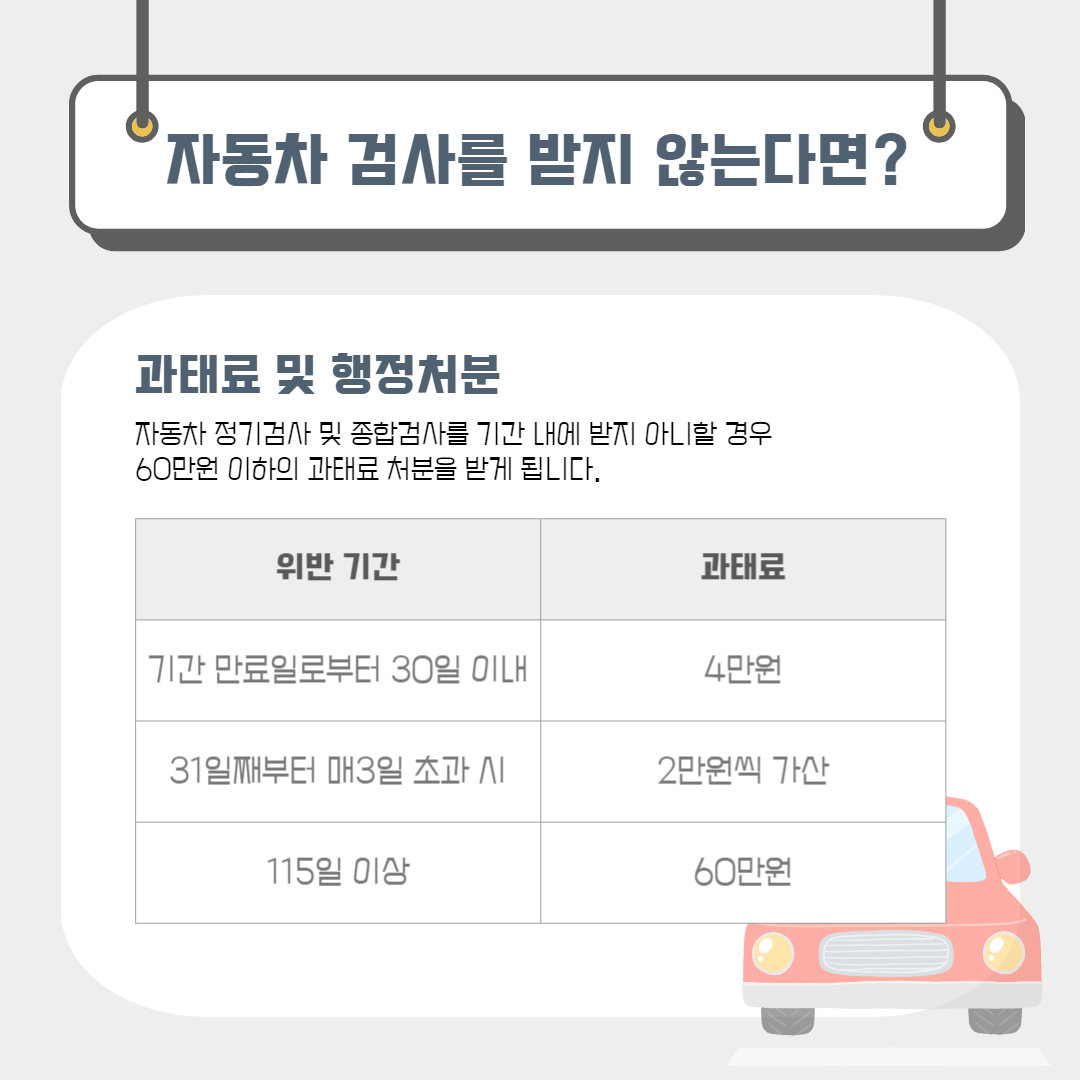 자동차 검사를 받지 않는다면?
과태료 및 행정처분
자동차 정기검사 및 종합검사를 기간 내에 받지 아니할 경우
60만원 이하의 과태료 처분을 받게 됩니다.
위반 기간 과태료
기간 만료일로부터 30일 이내 4만원
31일째부터 매3일 초과 시 2만원씩 가산
115일 이상 60만원